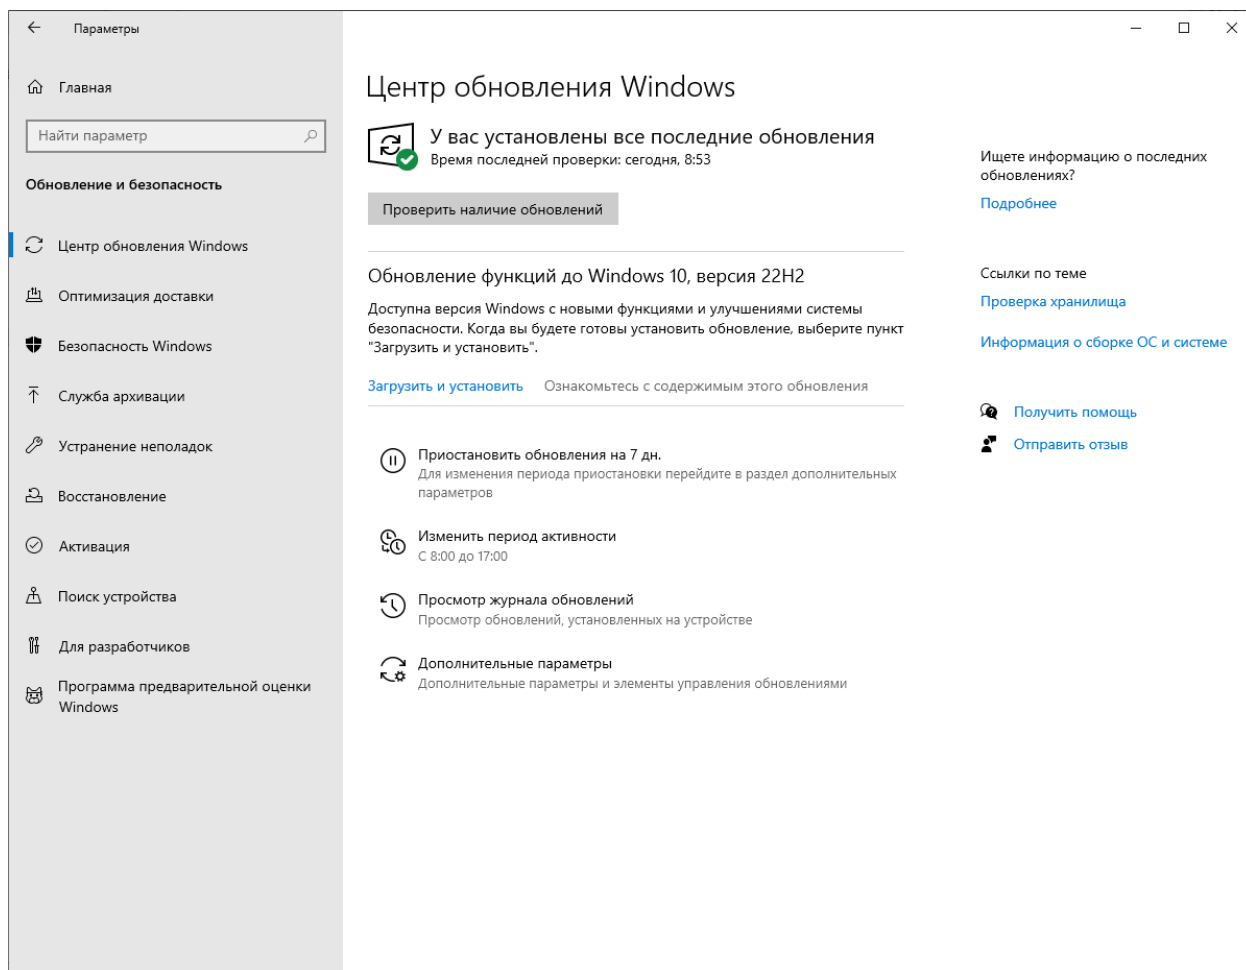 Параметры
Главная
Найти параметр
Обновление и безопасность
Центр обновления Windows
Оптимизация доставки
Безопасность Windows
Служба архивации
Устранение неполадок
Восстановление
Активация
Поиск устройства
Для разработчиков
Программа предварительной оценки
Windows
Центр обновления Windows
У вас установлены все последние обновления
Время последней проверки: сегодня, 8:53
Проверить наличие обновлений
Обновление функций до Windows 10, версия 22H2
Доступна версия Windows с новыми функциями и улучшениями системы
безопасности. Когда вы будете готовы установить обновление, выберите пункт
"Загрузить и установить".
Загрузить и установить Ознакомьтесь с содержимым этого обновления
Приостановить обновления на 7 дн.
Для изменения периода приостановки перейдите в раздел дополнительных
параметров
Изменить период активности
С 8:00 до 17:00
Просмотр журнала обновлений
Просмотр обновлений, установленных на устройстве
Дополнительные параметры
Дополнительные параметры и элементы управления обновлениями
Ищете информацию о последних
обновлениях?
Подробнее
Ссылки по теме
Проверка хранилища
Информация о сборке ОС и системе
Получить помощь
Отправить отзыв